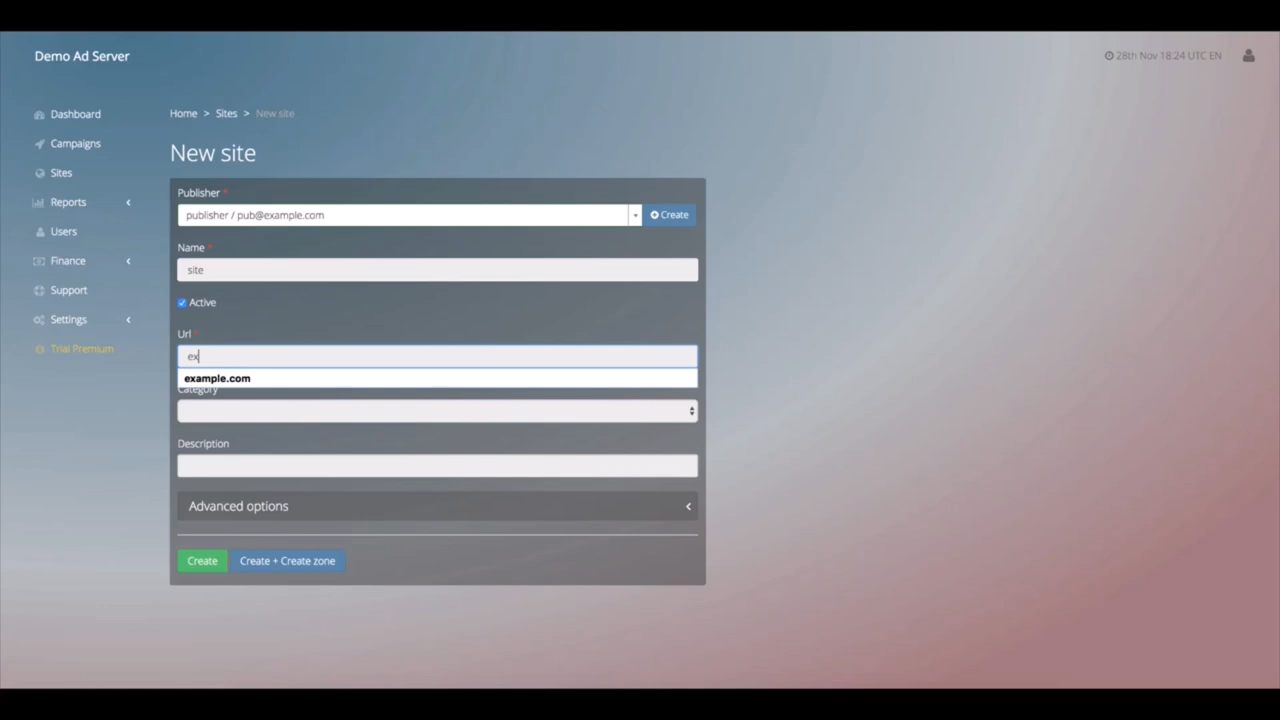 Demo Ad Server
28th Nov 18:24 UTC EN
Dashboard
Campaigns
Sites
Reports
Users
Finance
Support
Settings
Trial Premium
Home > Sites > New site
New site
Publisher *
publisher / pub@example.com
Create
Name *
site
Active
Url *
ex
example.com
Category
Description
Advanced options
Create
Create + Create zone